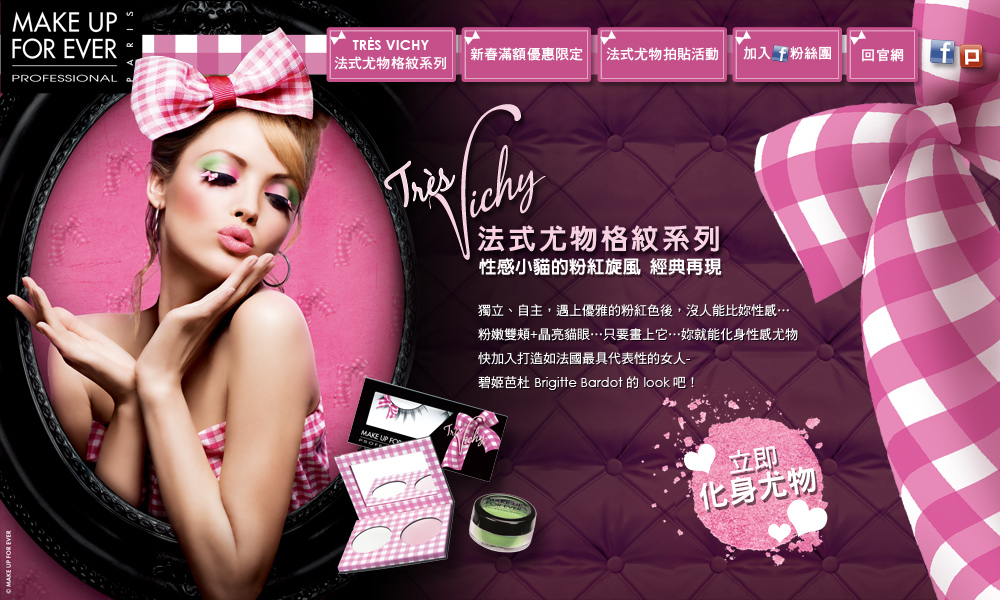 MAKE UP
FOR EVER
PROFESSIONAL
PARIS
TRÈS VICHY
法式尤物格紋系列
新春滿額優惠限定
法式尤物拍貼活動
加入 f 粉絲團
回官網
f
P
Très Vichy
法式尤物格紋系列
性感小貓的粉紅旋風 經典再現
獨立、自主，遇上優雅的粉紅色後，沒人能比妳性感…
粉嫩雙頰+晶亮貓眼…只要畫上它…妳就能化身性感尤物
快加入打造如法國最具代表性的女人-
碧姬芭杜 Brigitte Bardot 的 look 吧！
MAKE UP FOR
Très Vichy
MAKE UP
FOR EVER
立即
化身尤物
© MAKE UP FOR EVER